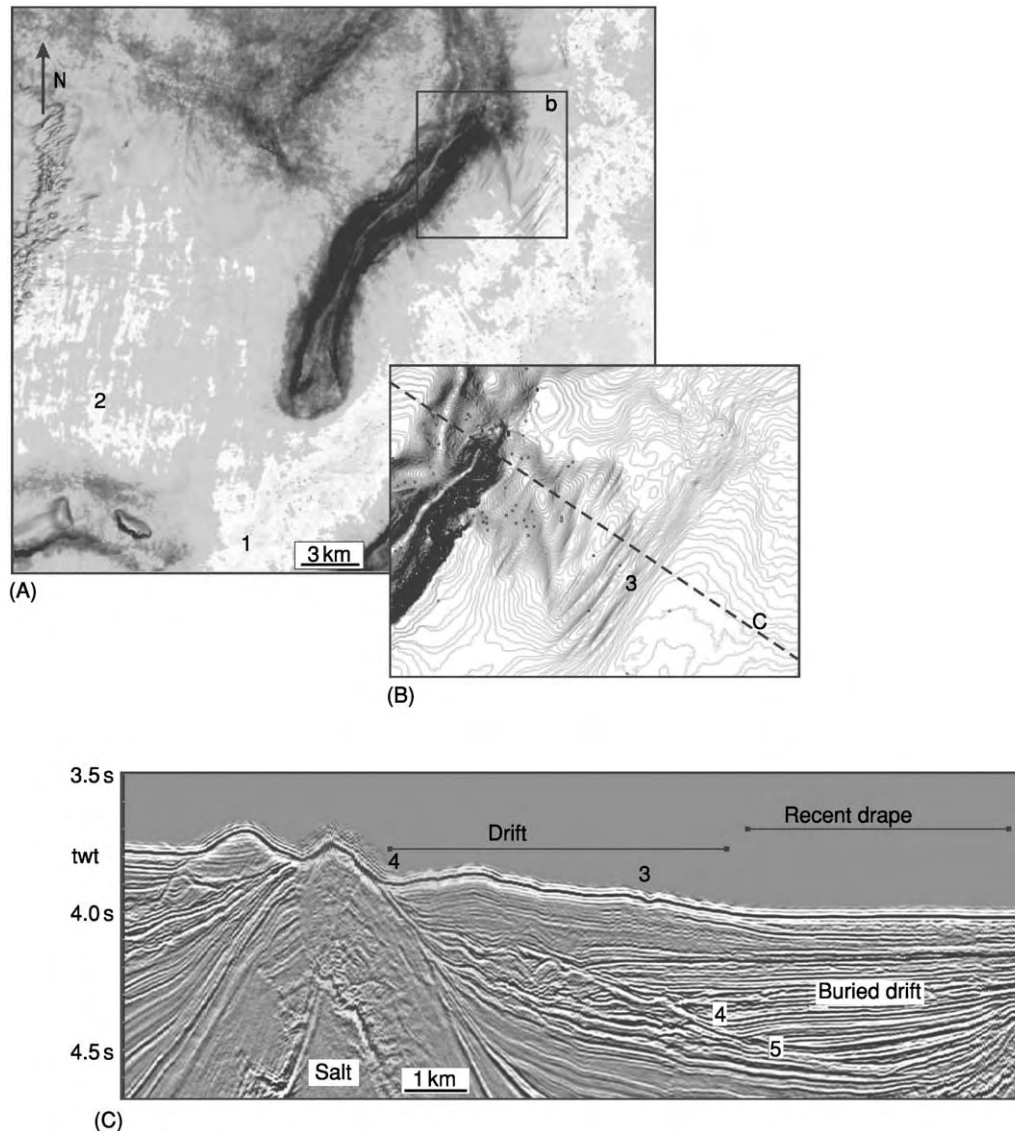 N
b
2
1
3 km
(A)
3
C
(B)
3.5 s
Recent drape
Drift
twt
4
3
4.0 s
Buried drift
4
5
4.5 s
Salt
1 km
(C)